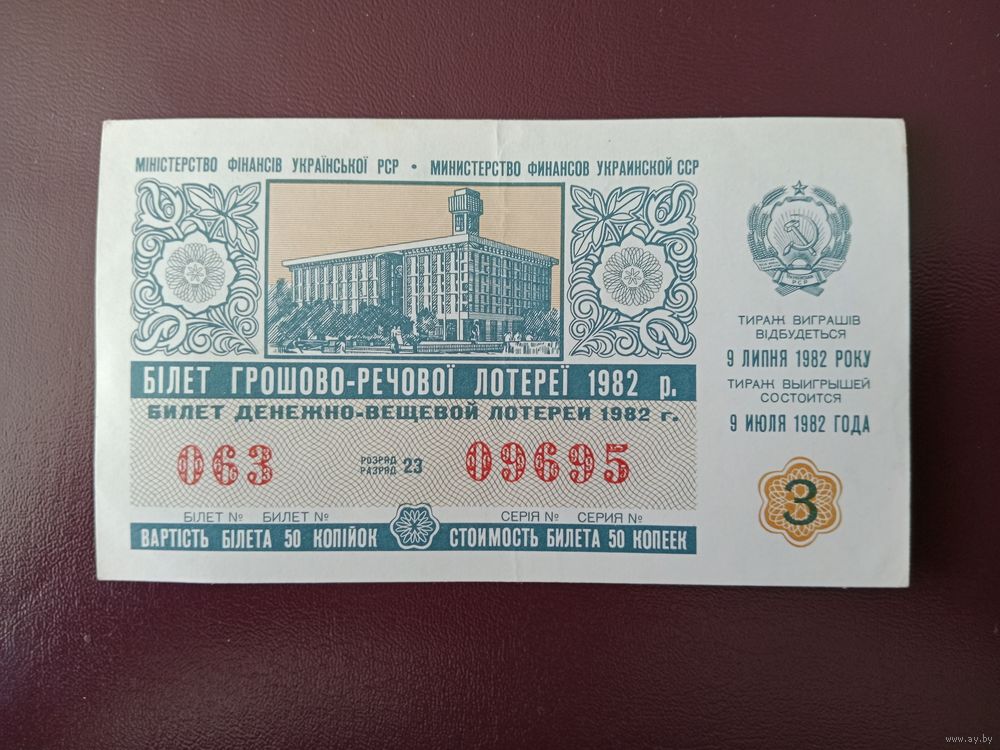 МІНІСТЕРСТВО ФІНАНСІВ УКРАЇНСЬКОЇ РСР • МИНИСТЕРСТВО ФИНАНСОВ УКРАИНСКОЙ ССР
БІЛЕТ ГРОШОВО-РЕЧОВОЇ ЛОТЕРЕЇ 1982 р.
БИЛЕТ ДЕНЕЖНО-ВЕЩЕВОЙ ЛОТЕРЕИ 1982 г.
063 РОЗРЯД РАЗРЯД 23 09695
БІЛЕТ № БИЛЕТ № СЕРІЯ № СЕРИЯ №
ВАРТІСТЬ БІЛЕТА 50 КОПІЙОК СТОИМОСТЬ БИЛЕТА 50 КОПЕЕК
РСР
ТИРАЖ ВИГРАШІВ
ВІДБУДЕТЬСЯ
9 ЛИПНЯ 1982 РОКУ
ТИРАЖ ВЫИГРЫШЕЙ
СОСТОИТСЯ
9 ИЮЛЯ 1982 ГОДА
3
www.ay.by